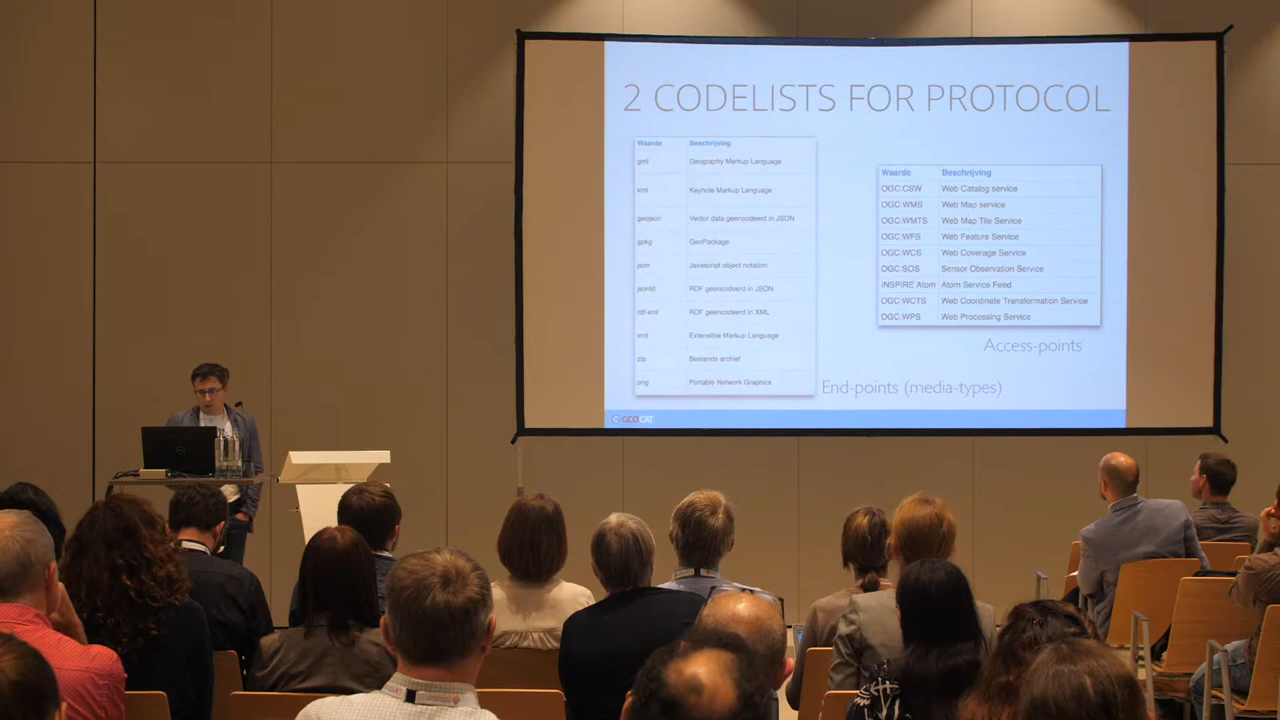 2 CODELISTS FOR PROTOCOL
Waarde Beschrijving
gml Geography Markup Language
kml Keyhole Markup Language
geojson Vector data geëncodeerd in JSON
gpkg GeoPackage
json Javascript object notation
jsonld RDF geëncodeerd in JSON
rdf-xml RDF geëncodeerd in XML
xml Extensible Markup Language
zip Bestands archief
png Portable Network Graphics
End-points (media-types)
Waarde Beschrijving
OGC:CSW Web Catalog service
OGC:WMS Web Map service
OGC:WMTS Web Map Tile Service
OGC:WFS Web Feature Service
OGC:WCS Web Coverage Service
OGC:SOS Sensor Observation Service
INSPIRE Atom Atom Service Feed
OGC:WCTS Web Coordinate Transformation Service
OGC:WPS Web Processing Service
Access-points
GEOCAT